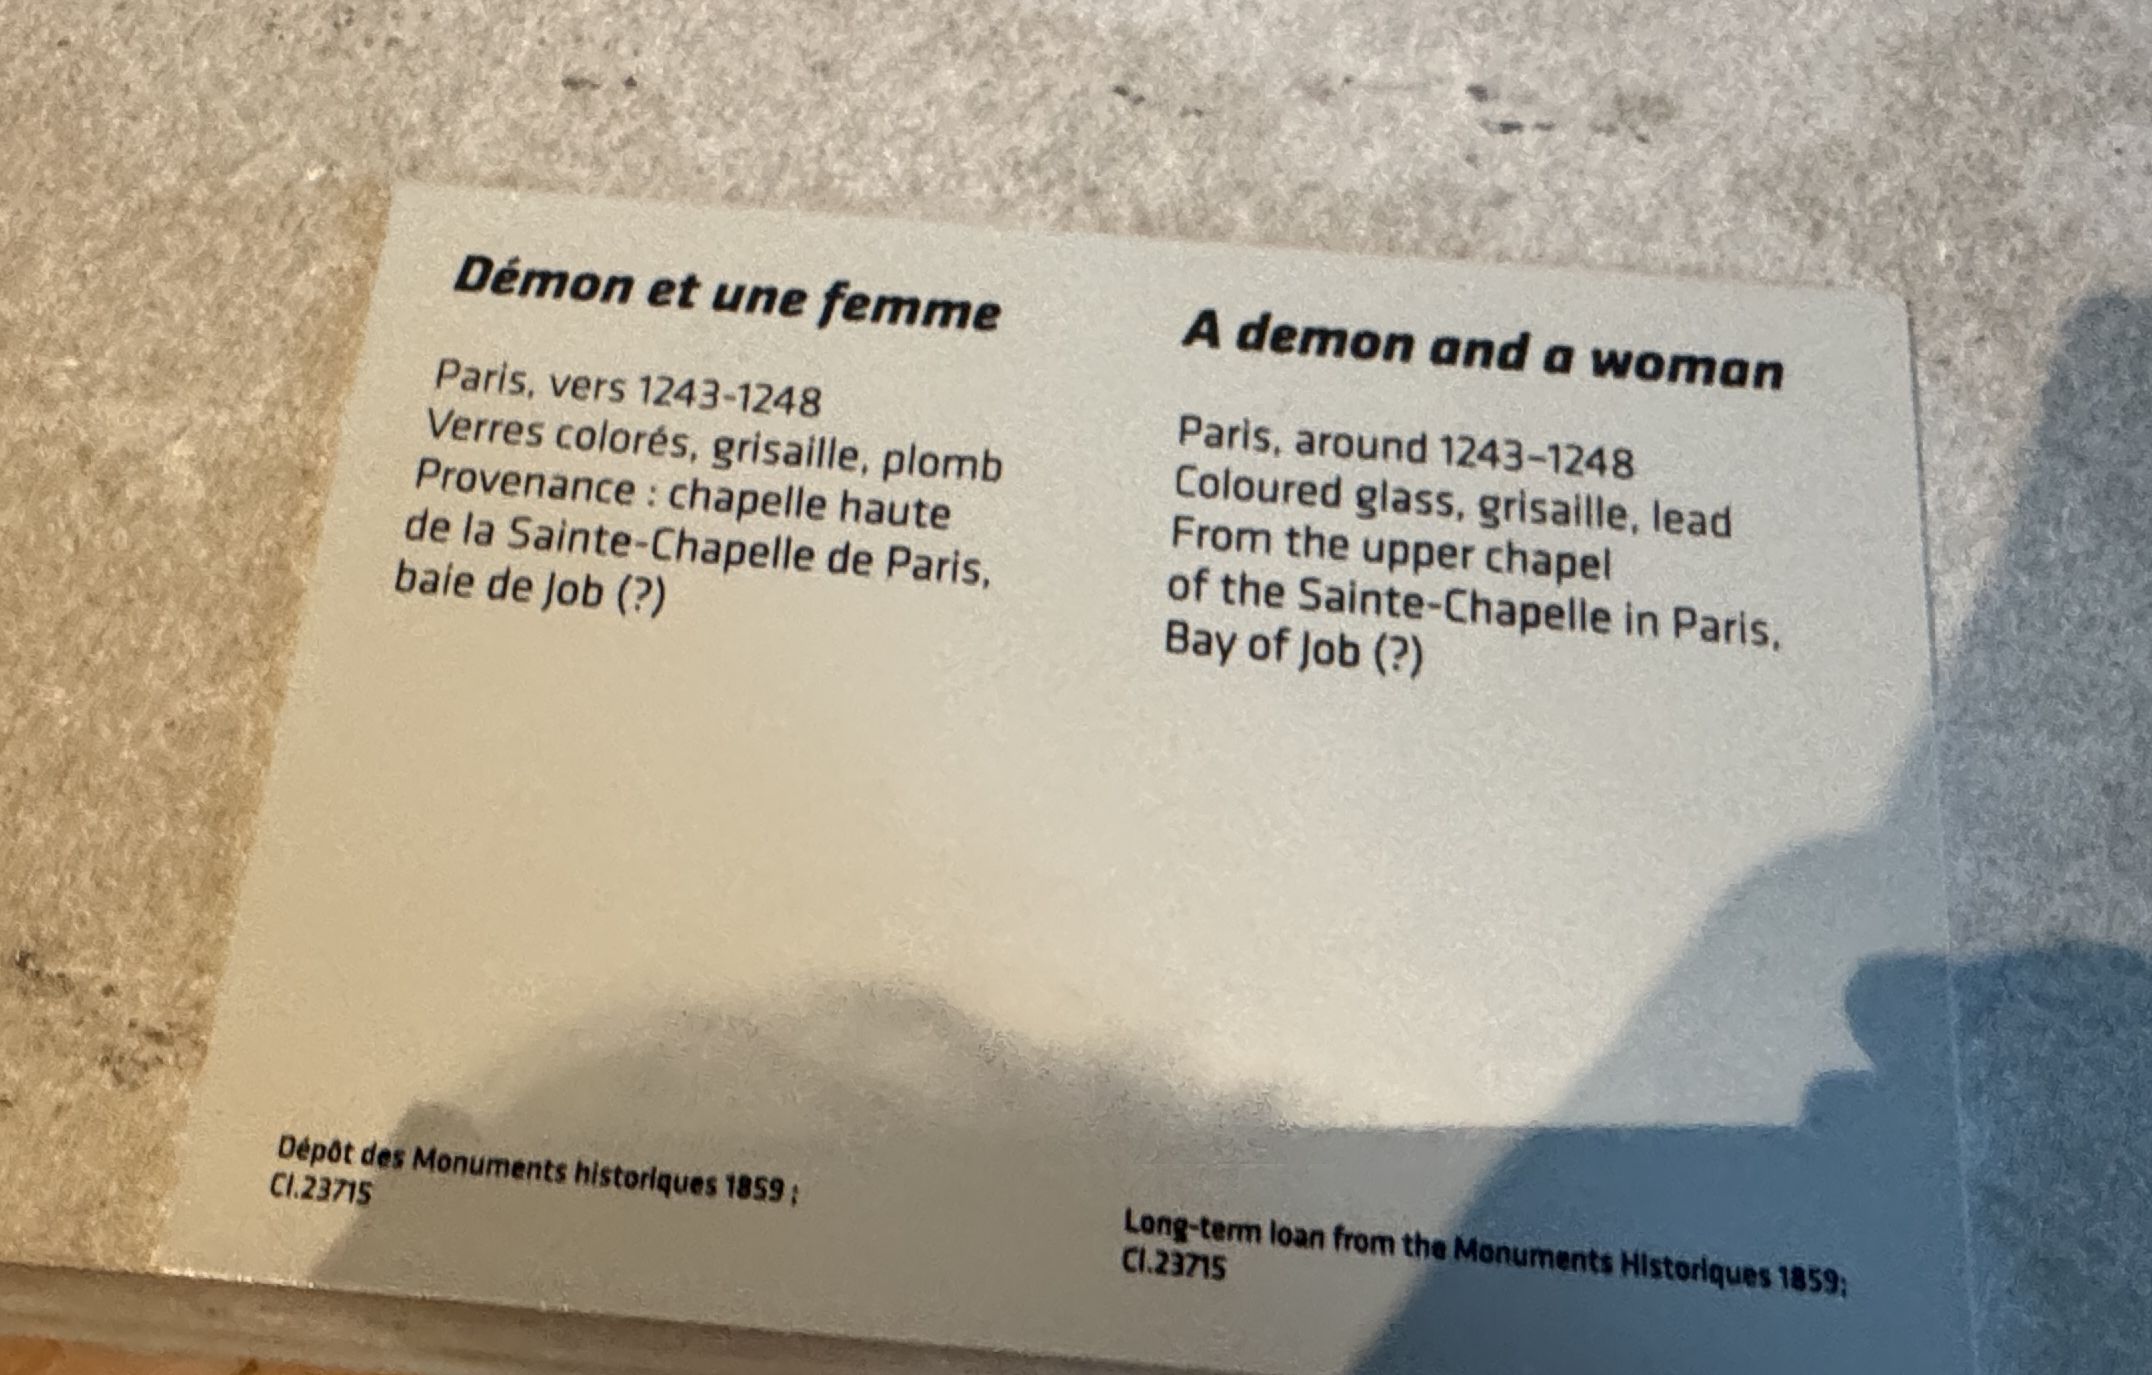 Démon et une femme
Paris, vers 1243-1248
Verres colorés, grisaille, plomb
Provenance : chapelle haute
de la Sainte-Chapelle de Paris,
baie de Job (?)
Dépôt des Monuments historiques 1859 ;
Cl.23715
A demon and a woman
Paris, around 1243–1248
Coloured glass, grisaille, lead
From the upper chapel
of the Sainte-Chapelle in Paris,
Bay of Job (?)
Long-term loan from the Monuments Historiques 1859;
Cl.23715